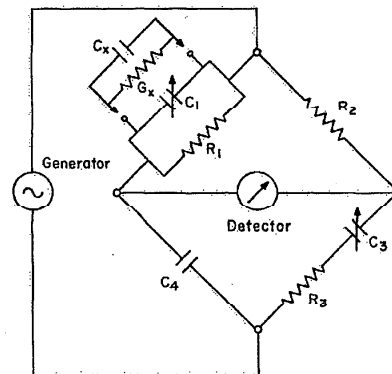 Cx
Gx
C1
R1
R2
Generator
Detector
C3
C4
R3